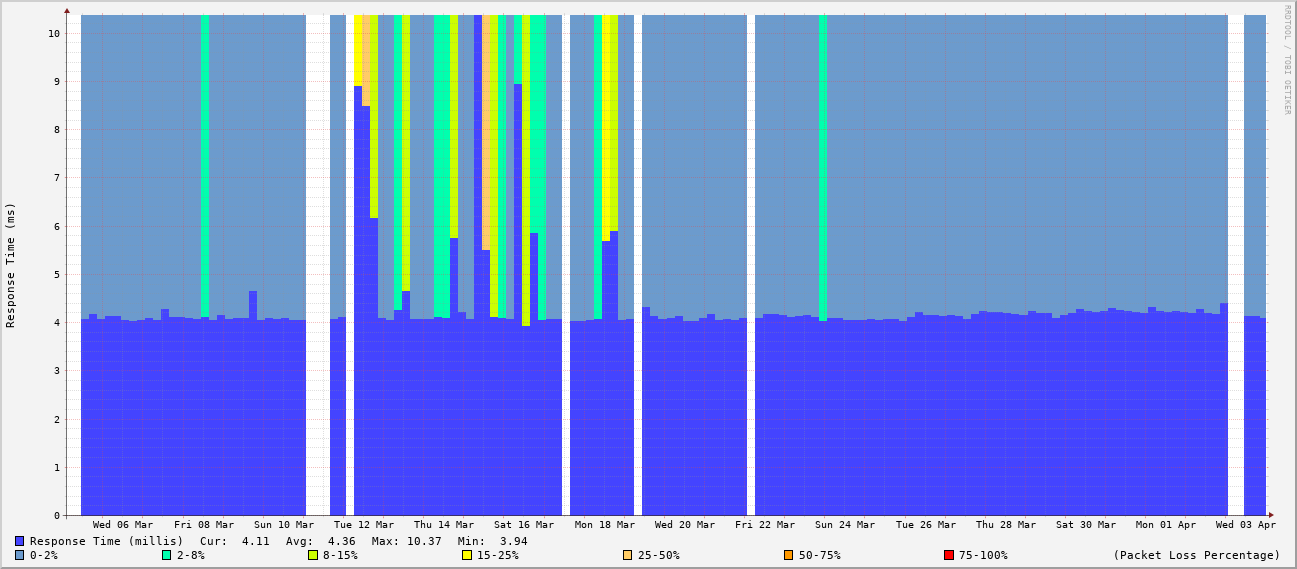 RRDTOOL / TOBI OETIKER
Response Time (ms)
10
9
8
7
6
5
4
3
2
1
0
Wed 06 Mar Fri 08 Mar Sun 10 Mar Tue 12 Mar Thu 14 Mar Sat 16 Mar Mon 18 Mar Wed 20 Mar Fri 22 Mar Sun 24 Mar Tue 26 Mar Thu 28 Mar Sat 30 Mar Mon 01 Apr Wed 03 Apr
Response Time (millis) Cur: 4.11 Avg: 4.36 Max: 10.37 Min: 3.94
0-2% 2-8% 8-15% 15-25% 25-50% 50-75% 75-100% (Packet Loss Percentage)